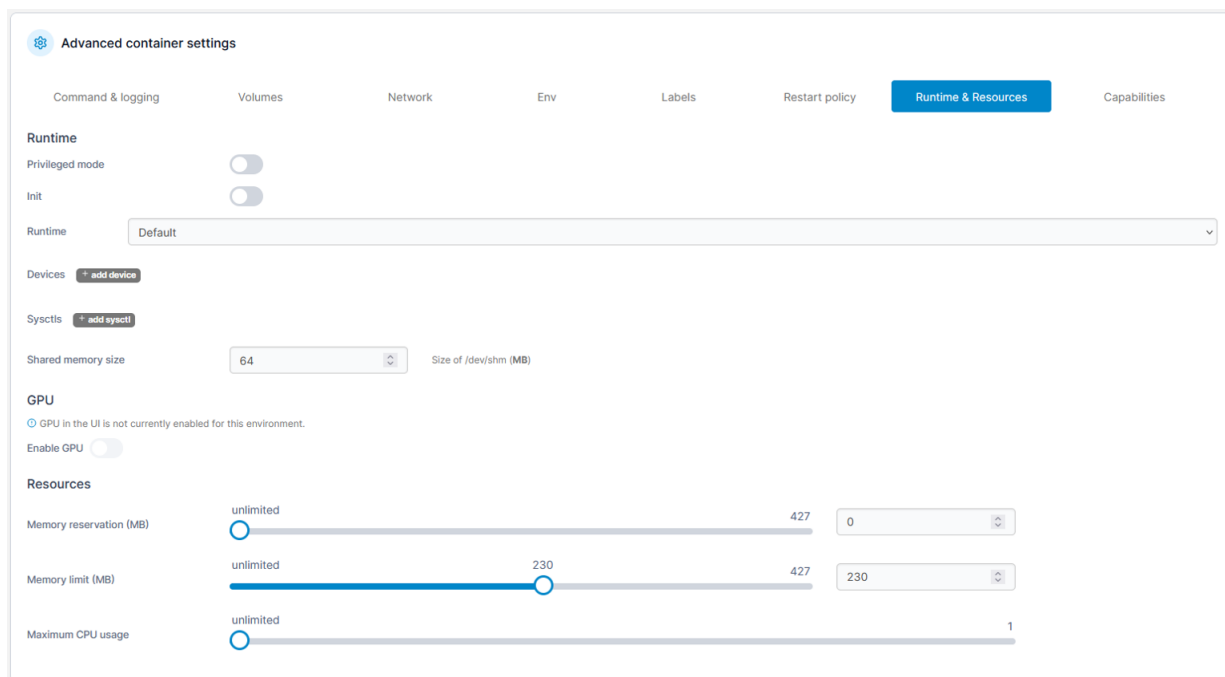 Advanced container settings
Command & logging Volumes Network Env Labels Restart policy Runtime & Resources Capabilities
Runtime
Privileged mode
Init
Runtime Default
Devices + add device
Sysctls + add sysctl
Shared memory size 64 Size of /dev/shm (MB)
GPU
GPU in the UI is not currently enabled for this environment.
Enable GPU
Resources
unlimited 427
Memory reservation (MB) 0
unlimited 230 427
Memory limit (MB) 230
unlimited 1
Maximum CPU usage